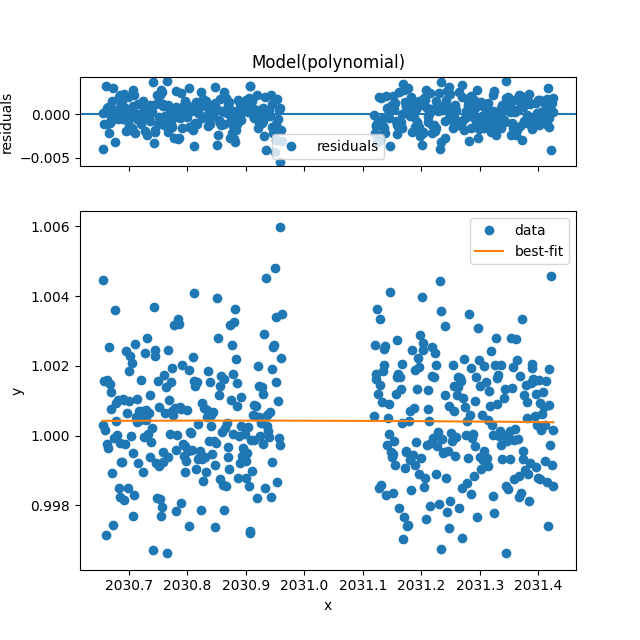 Model(polynomial)
residuals
0.000
−0.005
residuals
y
1.006
1.004
1.002
1.000
0.998
data
best-fit
2030.7 2030.8 2030.9 2031.0 2031.1 2031.2 2031.3 2031.4
x